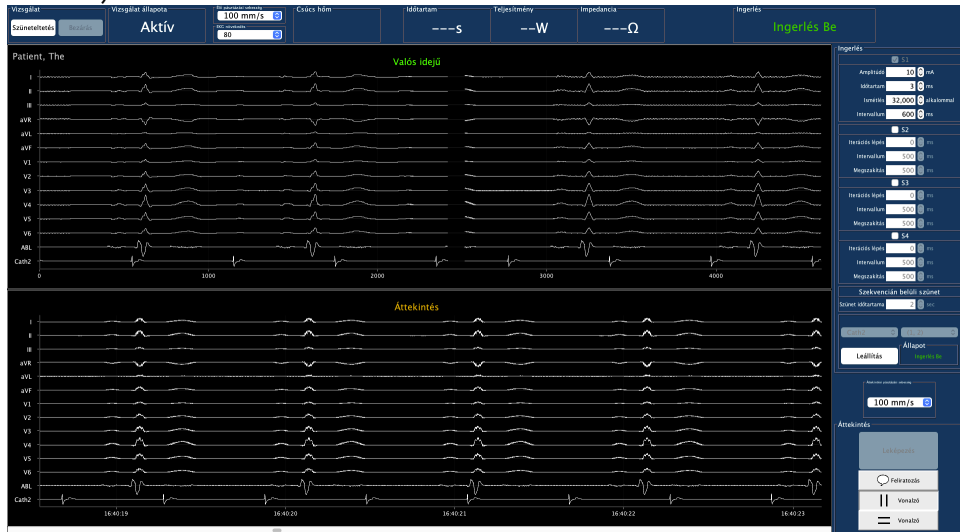 Vizsgálat
Vizsgálat állapota
Csúcs hőm
Időtartam
Teljesítmény
Impedancia
Ingerlés
Szüneteltetés
Bezárás
Aktív
100 mm/s
80
---s
--W
---Ω
Ingerlés Be
Patient, The
Valós idejű
I
II
III
aVR
aVL
aVF
V1
V2
V3
V4
V5
V6
ABL
Cath2
0
1000
2000
3000
4000
Áttekintés
I
II
III
aVR
aVL
aVF
V1
V2
V3
V4
V5
V6
ABL
Cath2
16:40:19
16:40:20
16:40:21
16:40:22
16:40:23
Ingerlés
S1
Amplitúdó 10 mA
Időtartam 3 ms
Ismétlés 32,000 alkalommal
Intervallum 600 ms
S2
Iterációs lépés 0 ms
Intervallum 500 ms
Megszakítás 500 ms
S3
Iterációs lépés 0 ms
Intervallum 500 ms
Megszakítás 500 ms
S4
Iterációs lépés 0 ms
Intervallum 500 ms
Megszakítás 500 ms
Szekvencián belüli szünet
Szünet időtartama 2 sec
Cath2
Állapot
Leállítás
Ingerlés Be
100 mm/s
Áttekintés
Feliratozás
Vonalzó
Vonalzó